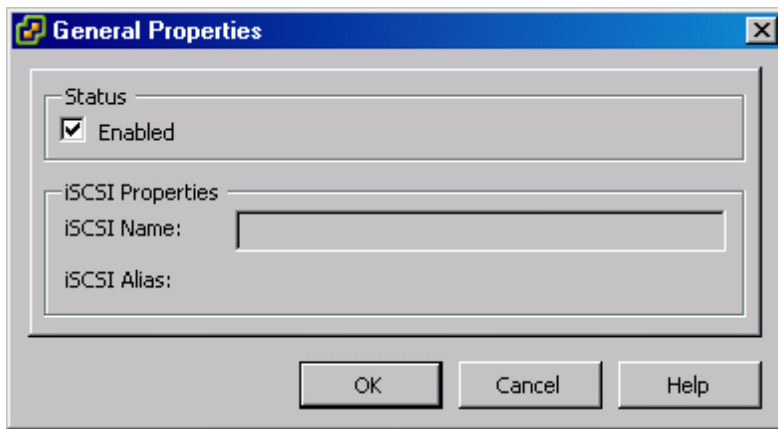 General Properties
Status
Enabled
iSCSI Properties
iSCSI Name:
iSCSI Alias:
OK Cancel Help